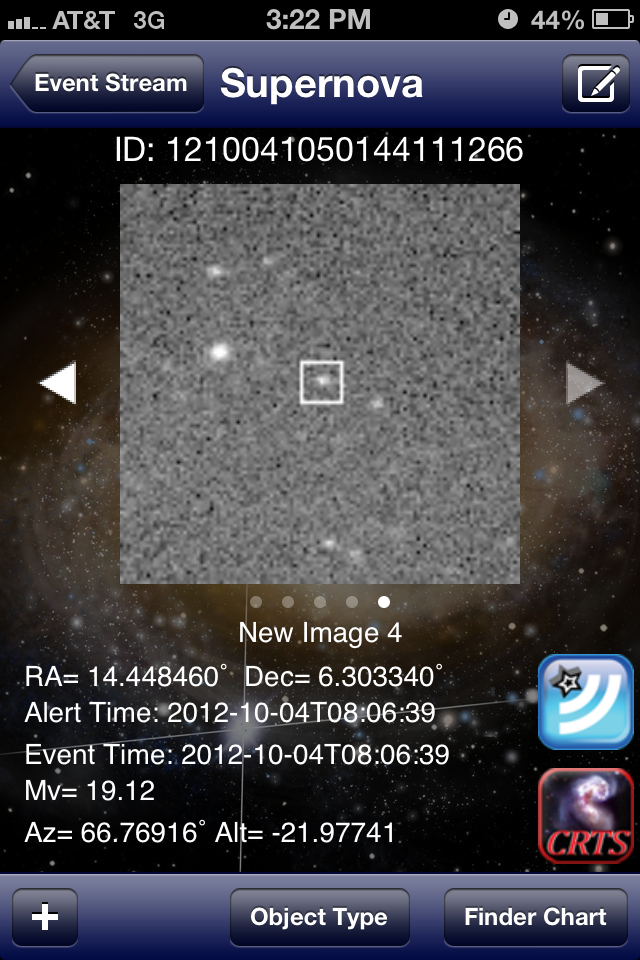 AT&T 3G 3:22 PM 44%
Event Stream Supernova
ID: 1210041050144111266
New Image 4
RA= 14.448460° Dec= 6.303340°
Alert Time: 2012-10-04T08:06:39
Event Time: 2012-10-04T08:06:39
Mv= 19.12
Az= 66.76916° Alt= -21.97741
CRTS
+ Object Type Finder Chart